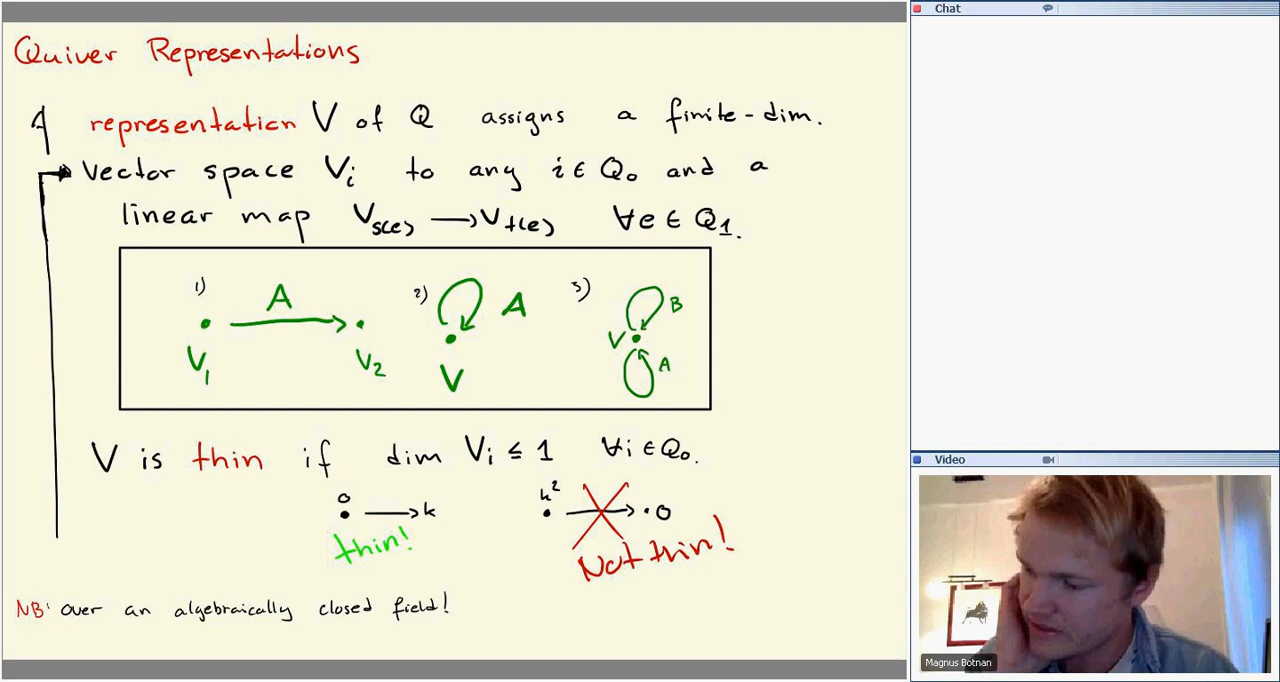 Quiver Representations
A representation V of Q assigns a finite-dim.
vector space Vi to any i ∈ Q₀ and a
linear map Vs(e) → Vt(e) ∀e ∈ Q1.
1) A 2) A 3) B
V A
V₁ V₂ V
V is thin if dim Vi ≤ 1 ∀i ∈ Q₀.
0 → k k² → 0
thin! Not thin!
NB: over an algebraically closed field!
Chat
Video
Magnus Botnan